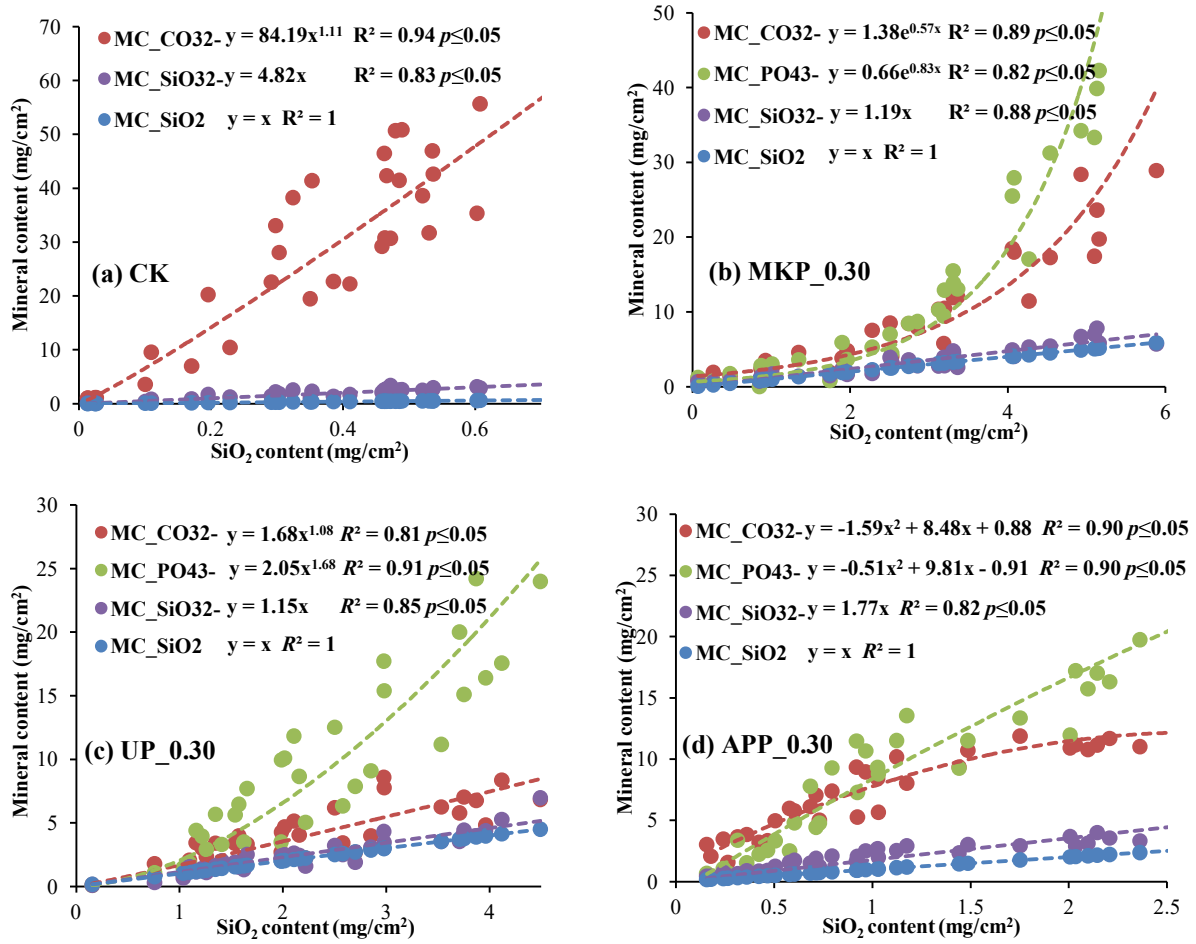 MC_CO32- y = 84.19x^1.11 R² = 0.94 p≤0.05
MC_SiO32- y = 4.82x R² = 0.83 p≤0.05
MC_SiO2 y = x R² = 1
(a) CK
Mineral content (mg/cm²)
70
60
50
40
30
20
10
0
0 0.2 0.4 0.6
SiO₂ content (mg/cm²)
MC_CO32- y = 1.38e^0.57x R² = 0.89 p≤0.05
MC_PO43- y = 0.66e^0.83x R² = 0.82 p≤0.05
MC_SiO32- y = 1.19x R² = 0.88 p≤0.05
MC_SiO2 y = x R² = 1
(b) MKP_0.30
Mineral content (mg/cm²)
50
40
30
20
10
0
0 2 4 6
SiO₂ content (mg/cm²)
MC_CO32- y = 1.68x^1.08 R² = 0.81 p≤0.05
MC_PO43- y = 2.05x^1.68 R² = 0.91 p≤0.05
MC_SiO32- y = 1.15x R² = 0.85 p≤0.05
MC_SiO2 y = x R² = 1
(c) UP_0.30
Mineral content (mg/cm²)
30
25
20
15
10
5
0
0 1 2 3 4
SiO₂ content (mg/cm²)
MC_CO32- y = -1.59x² + 8.48x + 0.88 R² = 0.90 p≤0.05
MC_PO43- y = -0.51x² + 9.81x - 0.91 R² = 0.90 p≤0.05
MC_SiO32- y = 1.77x R² = 0.82 p≤0.05
MC_SiO2 y = x R² = 1
(d) APP_0.30
Mineral content (mg/cm²)
30
25
20
15
10
5
0
0 0.5 1 1.5 2 2.5
SiO₂ content (mg/cm²)